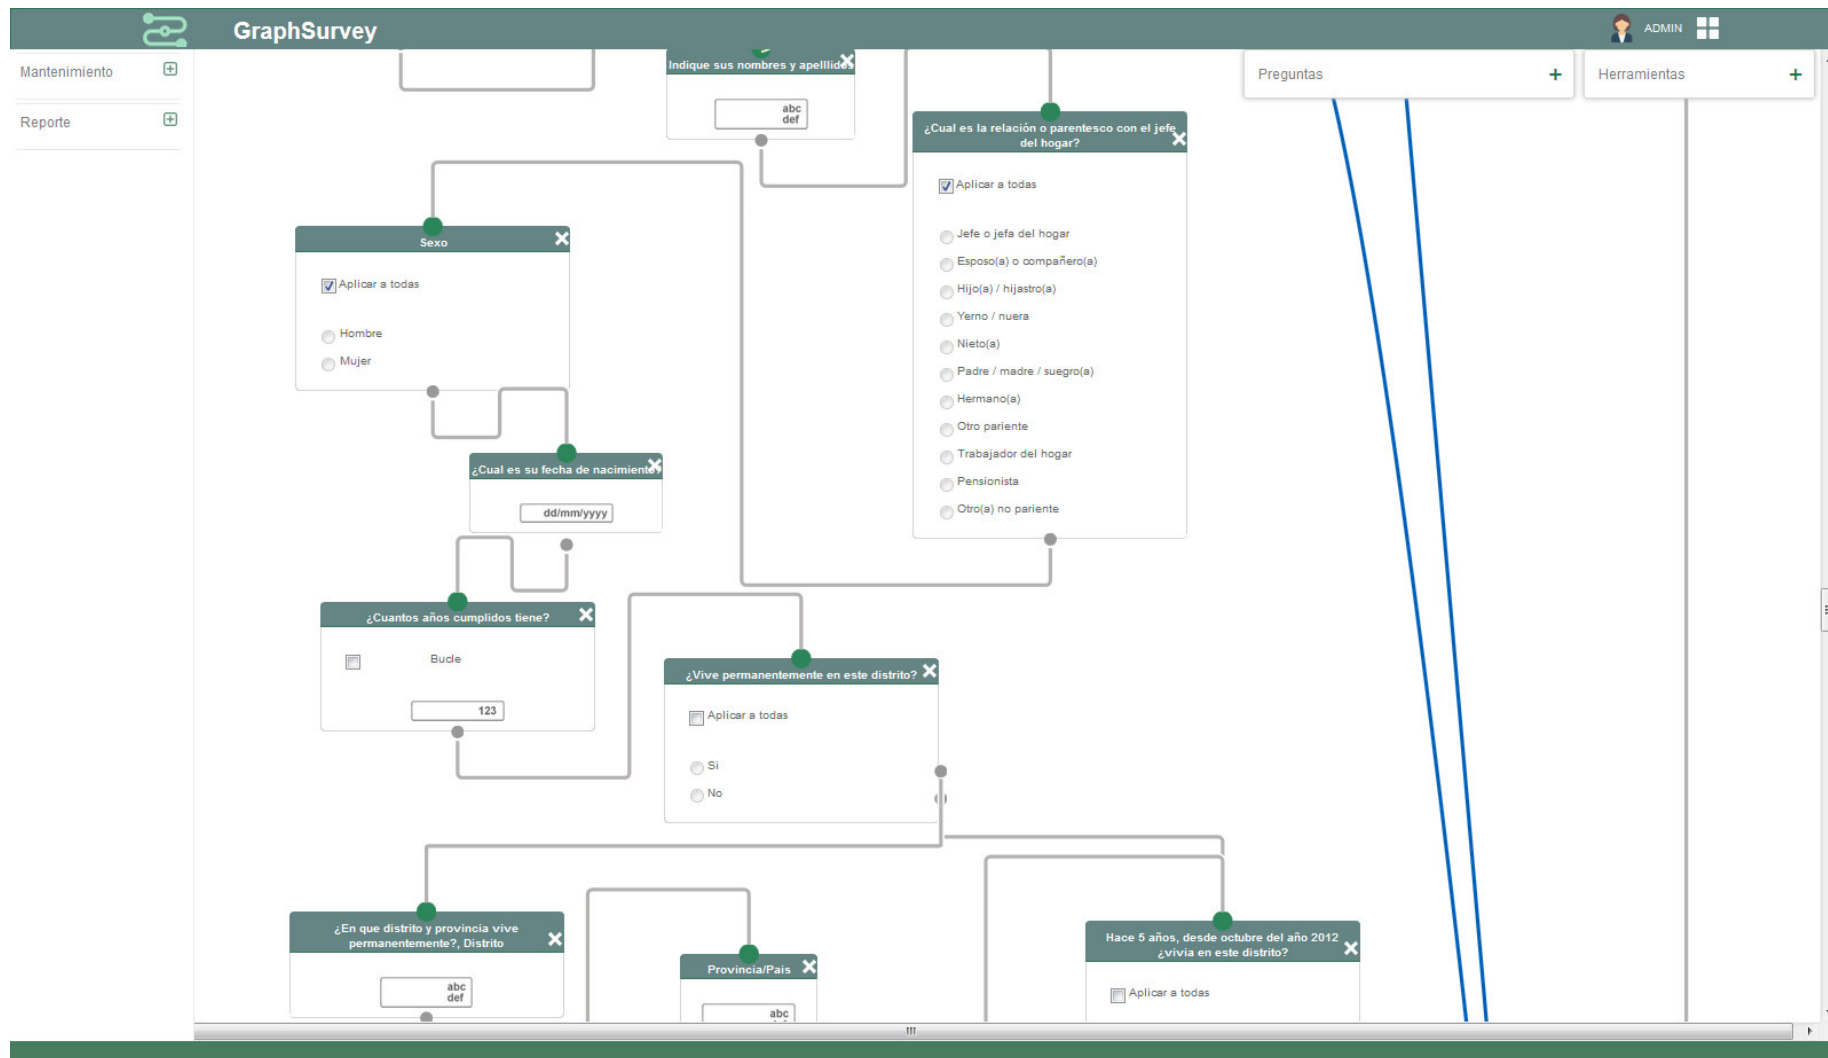 GraphSurvey
ADMIN
Mantenimiento
Reporte
Preguntas +
Herramientas +
Indique sus nombres y apelllidos
abc
def
¿Cual es la relación o parentesco con el jefe
del hogar?
Aplicar a todas
Jefe o jefa del hogar
Esposo(a) o compañero(a)
Hijo(a) / hijastro(a)
Yerno / nuera
Nieto(a)
Padre / madre / suegro(a)
Hermano(a)
Otro pariente
Trabajador del hogar
Pensionista
Otro(a) no pariente
Sexo
Aplicar a todas
Hombre
Mujer
¿Cual es su fecha de nacimiento?
dd/mm/yyyy
¿Cuantos años cumplidos tiene?
Bucle
123
¿Vive permanentemente en este distrito?
Aplicar a todas
Si
No
¿En que distrito y provincia vive
permanentemente?, Distrito
abc
def
Provincia/Pais
abc
Hace 5 años, desde octubre del año 2012
¿vivia en este distrito?
Aplicar a todas